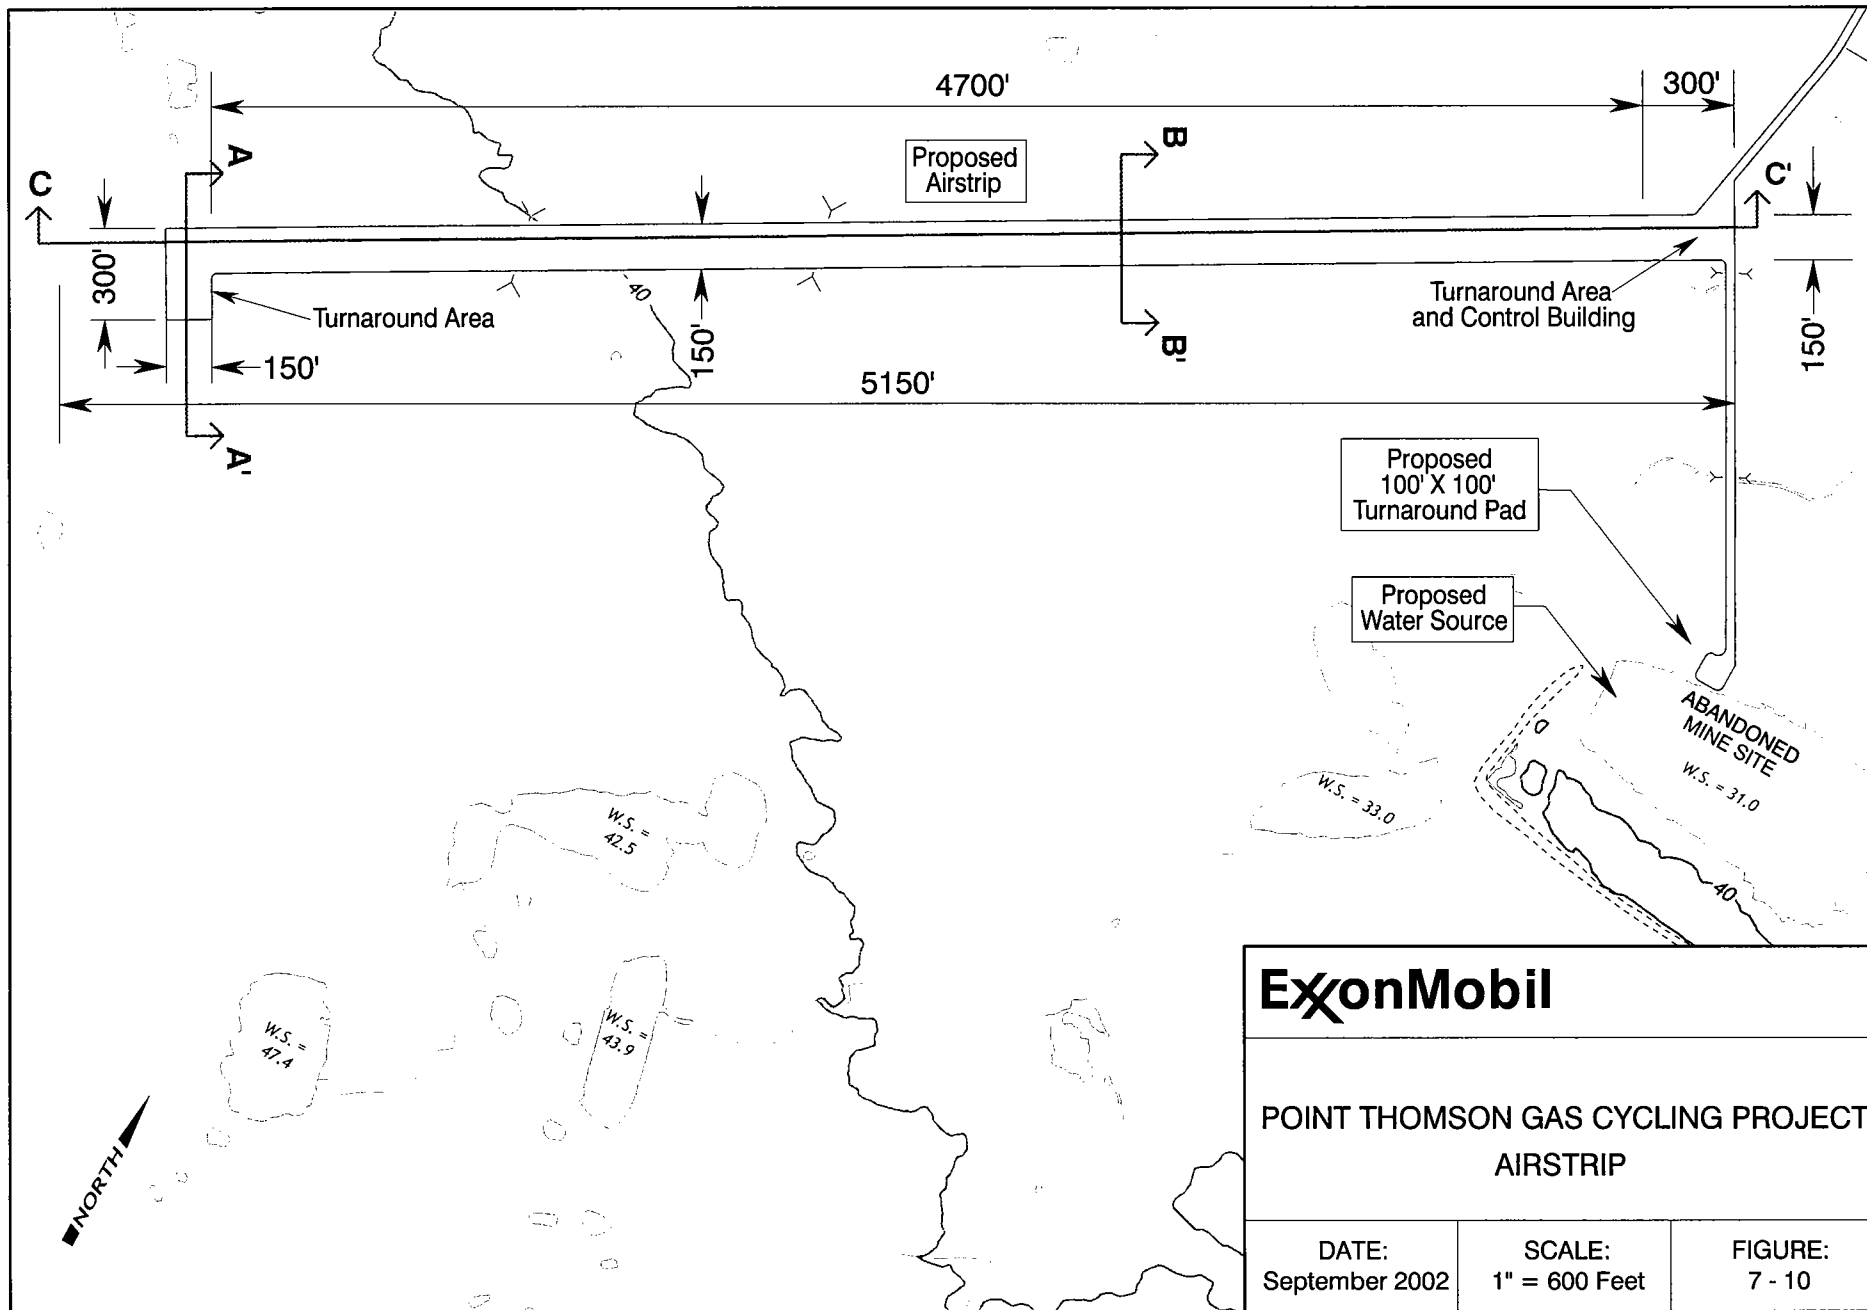 4700'
300'
A
B
Proposed
Airstrip
C
C'
300'
40
150'
Turnaround Area
and Control Building
150'
Turnaround Area
150'
B'
5150'
A'
Proposed
100' X 100'
Turnaround Pad
Proposed
Water Source
ABANDONED
MINE SITE
W.S. = 31.0
W.S. = 33.0
W.S. =
42.5
40
W.S. =
47.4
W.S. =
43.9
NORTH
ExxonMobil
POINT THOMSON GAS CYCLING PROJECT
AIRSTRIP
DATE:
September 2002
SCALE:
1" = 600 Feet
FIGURE:
7 - 10